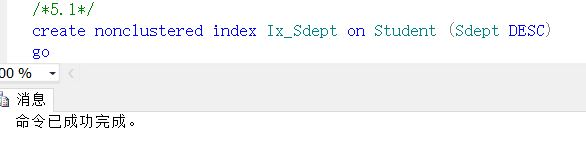 /*5.1*/
create nonclustered index Ix_Sdept on Student (Sdept DESC)
go
00 %
消息
命令已成功完成。